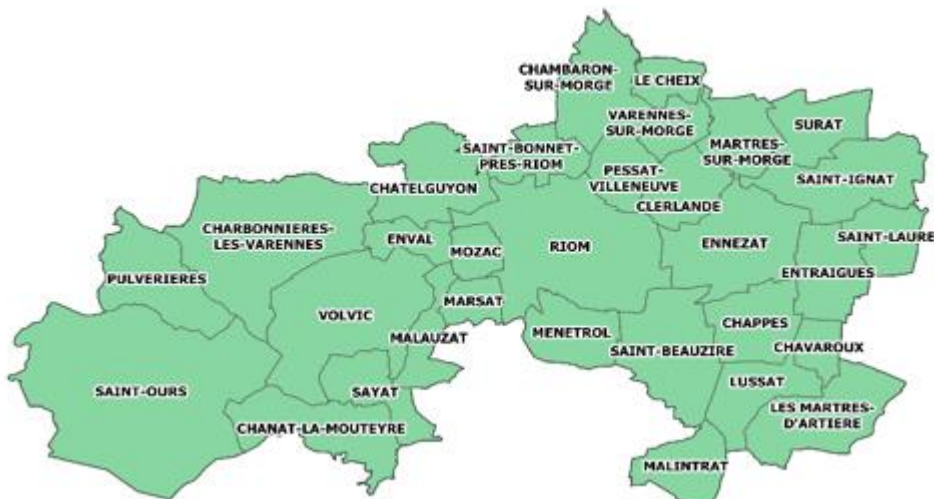 CHAMBARON-
SUR-MORGE
LE CHEIX
VARENNES-
SUR-MORGE
SURAT
MARTRES-
SUR-MORGE
SAINT-BONNET-
PRES-RIOM
PESSAT-
VILLENEUVE
SAINT-IGNAT
CHATELGUYON
CLERLANDE
CHARBONNIERES-
LES-VARENNES
ENVAL
MOZAC
RIOM
ENNEZAT
SAINT-LAURE
PULVERIERES
ENTRAIGUES
MARSAT
VOLVIC
MALAUZAT
MENETROL
CHAPPES
SAINT-BEAUZIRE
CHAVAROUX
SAINT-OURS
SAYAT
LUSSAT
LES MARTRES-
D'ARTIERE
CHANAT-LA-MOUTEYRE
MALINTRAT